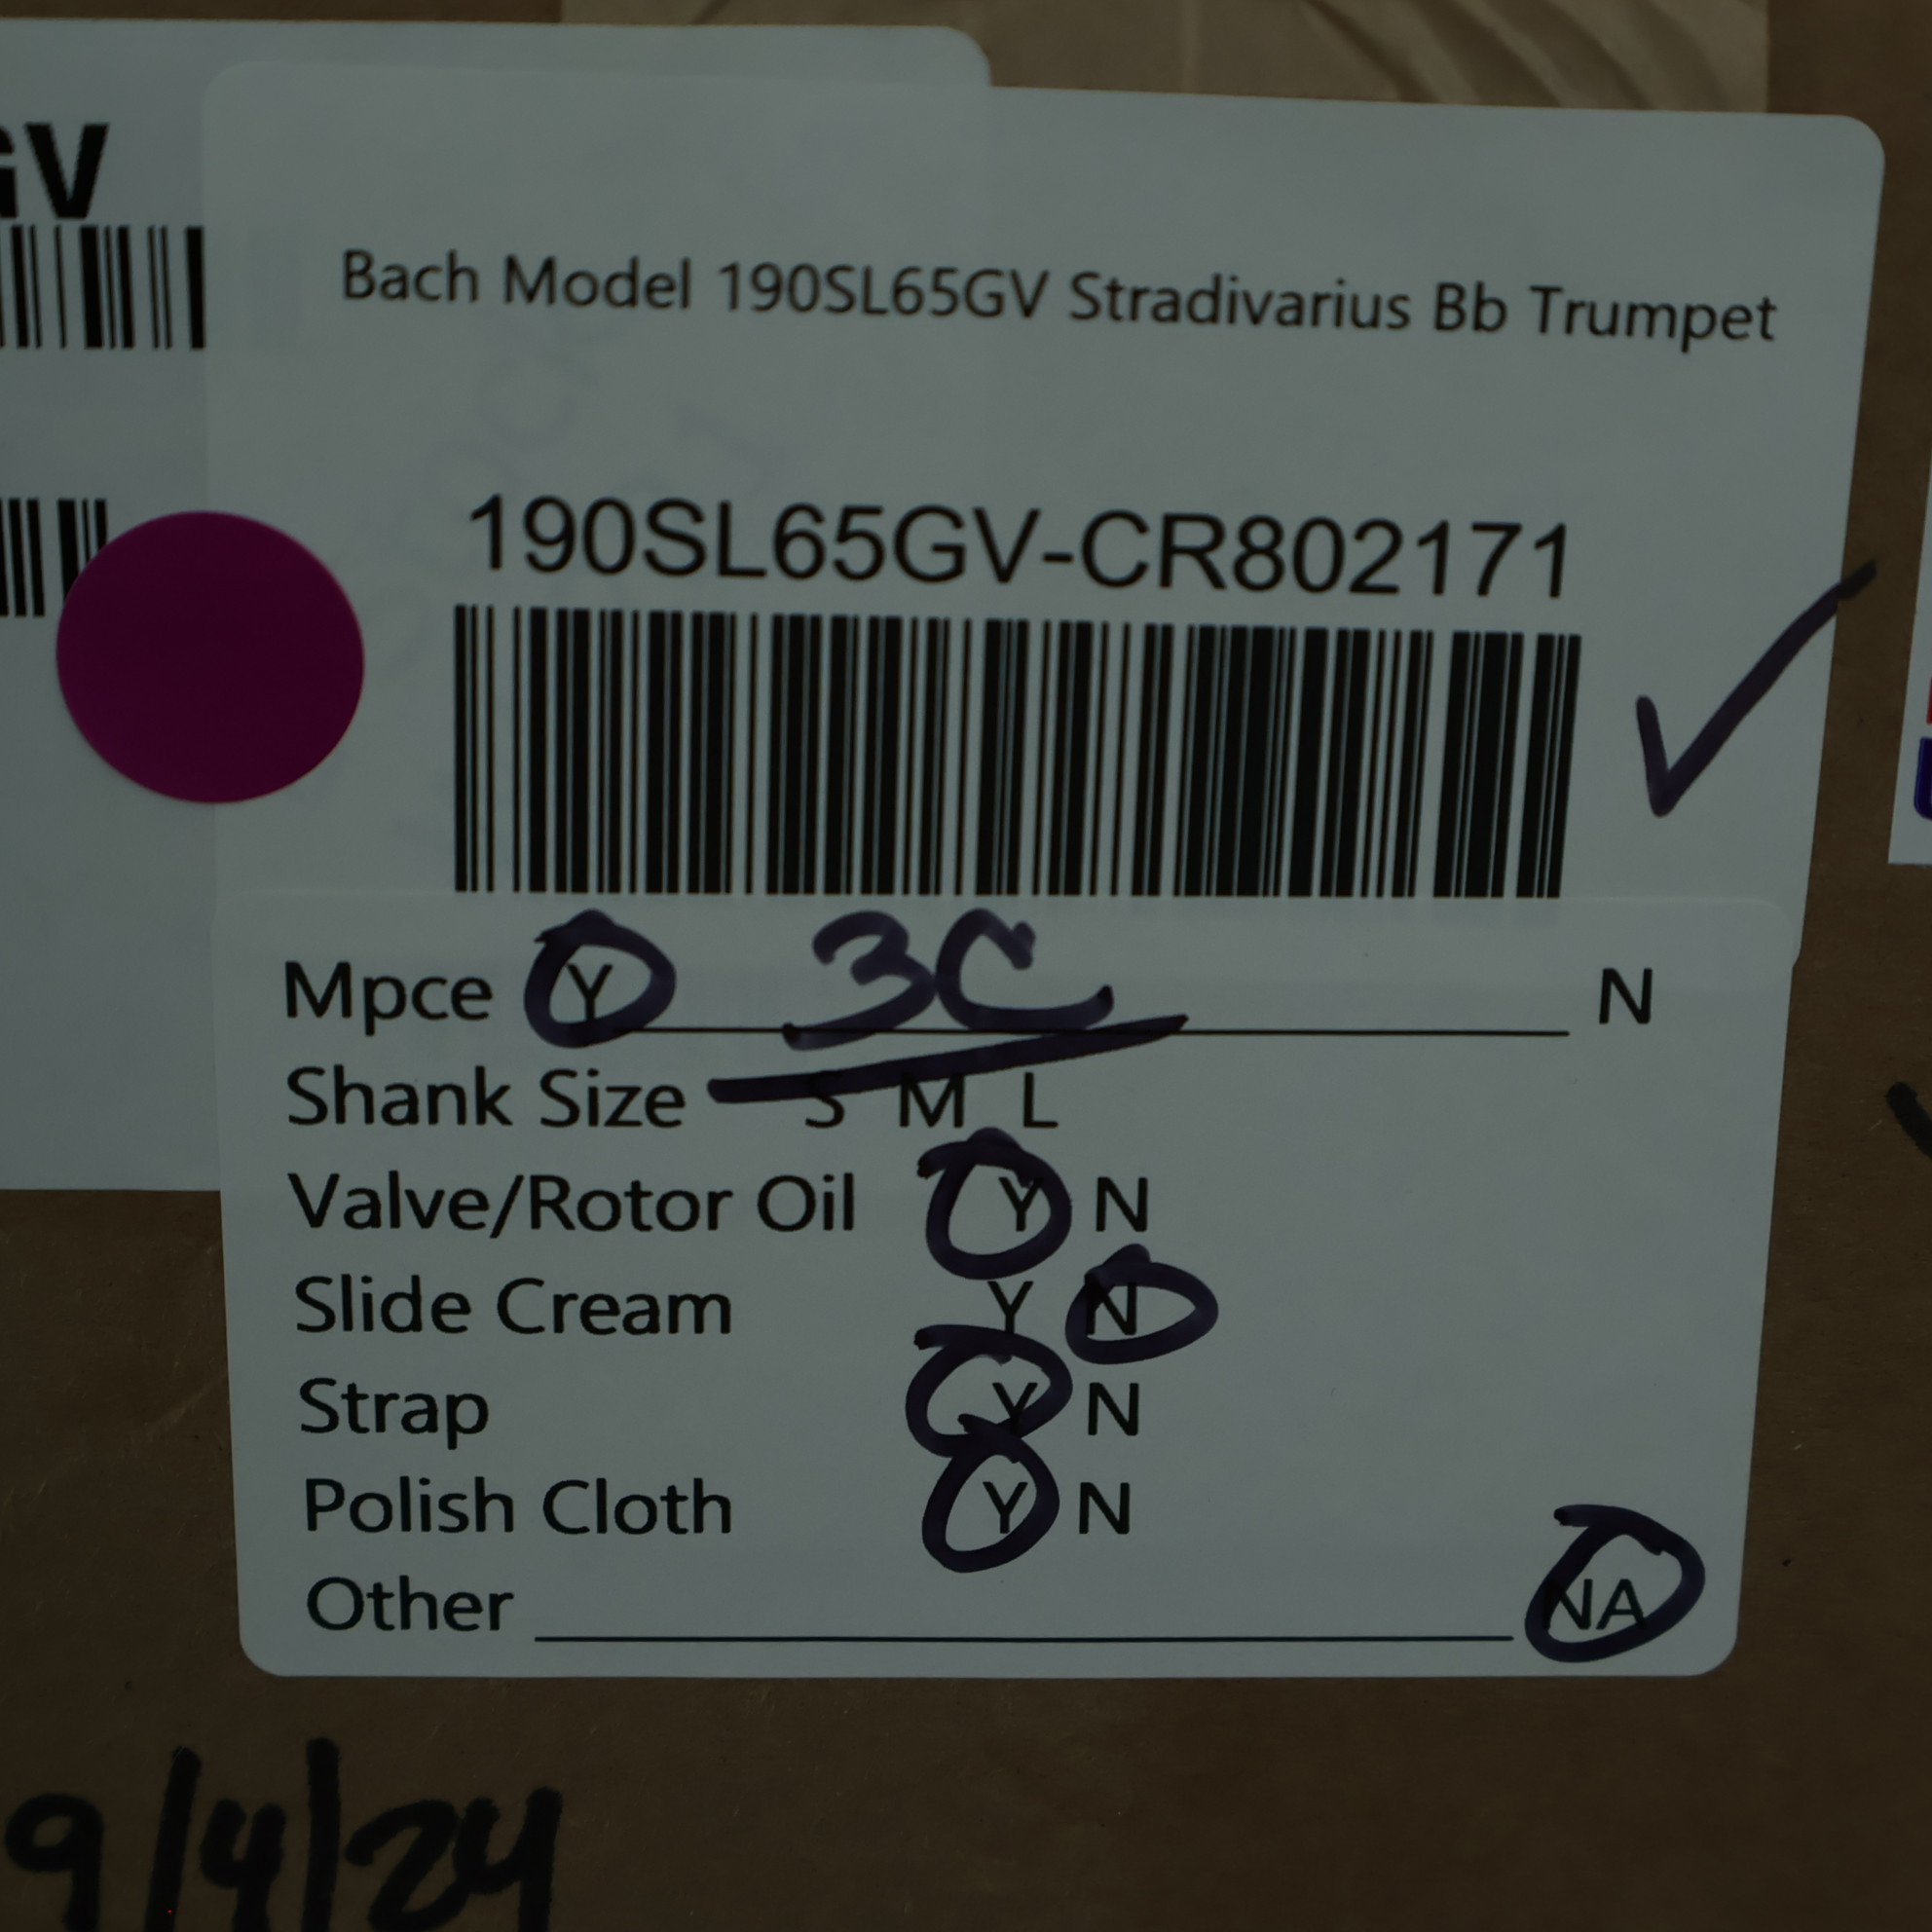 GV
Bach Model 190SL65GV Stradivarius Bb Trumpet
190SL65GV-CR802171
Mpce Y 3C N
Shank Size S M L
Valve/Rotor Oil Y N
Slide Cream Y N
Strap Y N
Polish Cloth Y N
Other NA
9/4/24